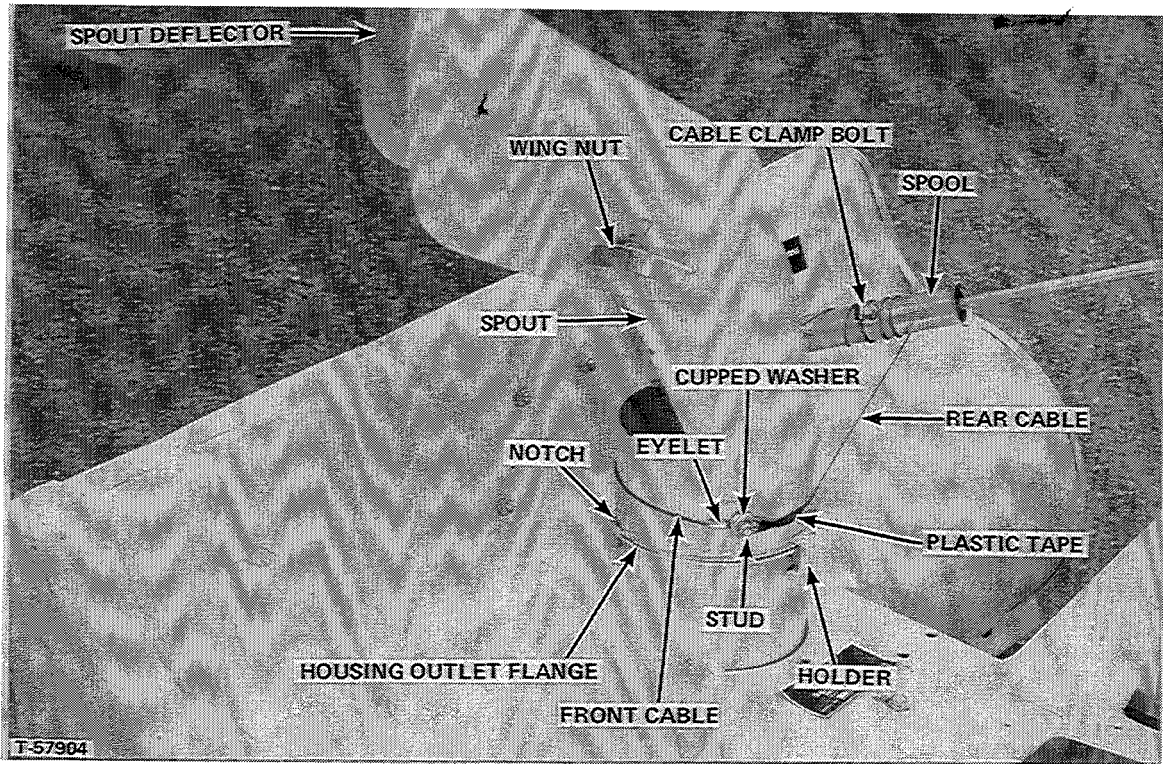 SPOUT DEFLECTOR
WING NUT
CABLE CLAMP BOLT
SPOOL
SPOUT
CUPPED WASHER
REAR CABLE
NOTCH
EYELET
PLASTIC TAPE
STUD
HOUSING OUTLET FLANGE
HOLDER
FRONT CABLE
T-57904